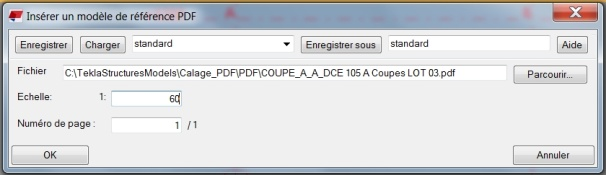 Insérer un modèle de référence PDF
Enregistrer Charger standard Enregistrer sous standard Aide
Fichier C:\TeklaStructuresModels\Calage_PDF\PDF\COUPE_A_A_DCE 105 A Coupes LOT 03.pdf Parcourir...
Echelle: 1: 60
Numéro de page : 1 / 1
OK Annuler